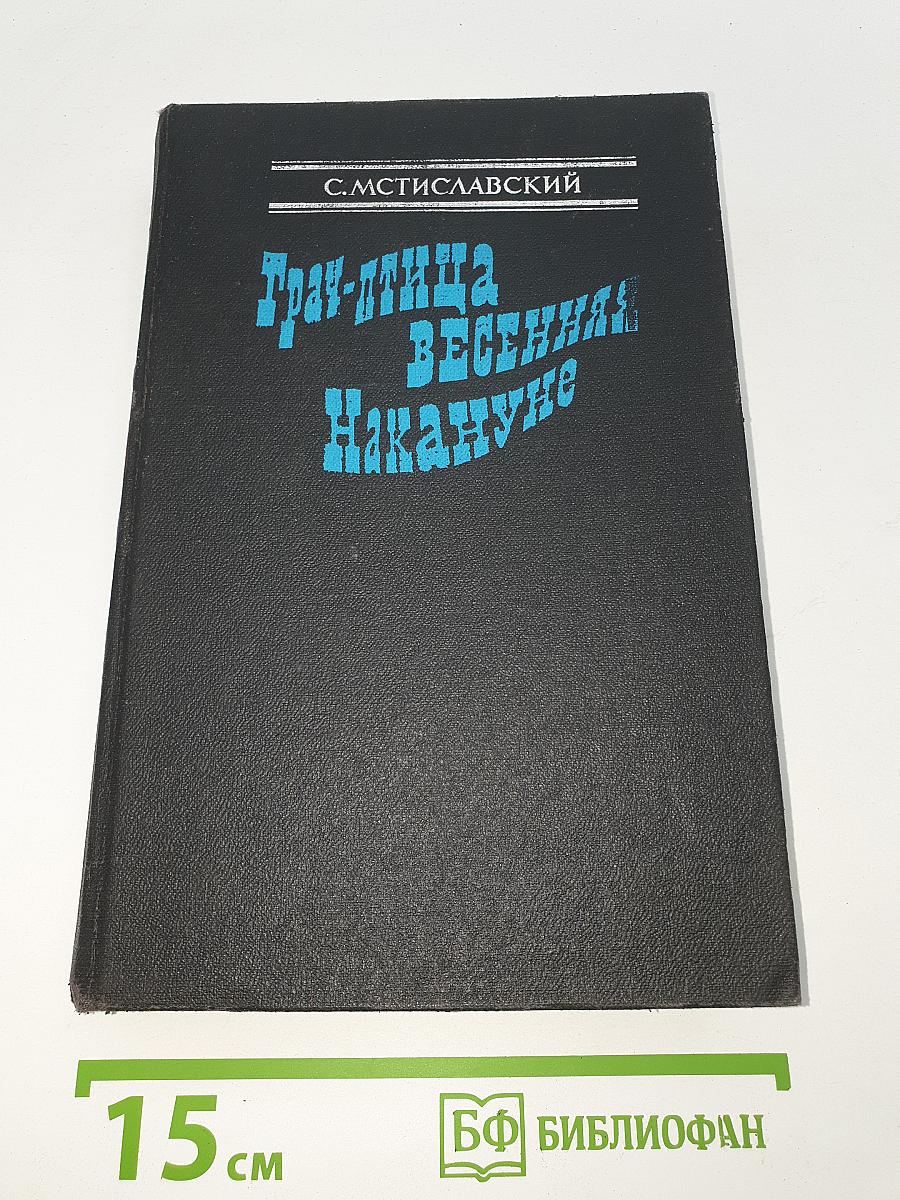 С. МСТИСЛАВСКИЙ
Грач-птица
весенняя
Накануне
15 см
БФ БИБЛИОФАН